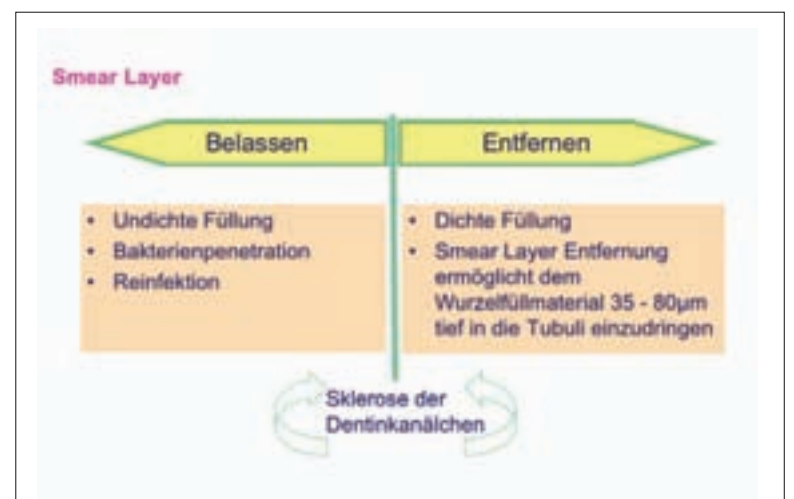 Smear Layer
Belassen
Entfernen
• Undichte Füllung
• Bakterienpenetration
• Reinfektion
• Dichte Füllung
• Smear Layer Entfernung
ermöglicht dem
Wurzelfüllmaterial 35 - 80µm
tief in die Tubuli einzudringen
Sklerose der
Dentinkanälchen